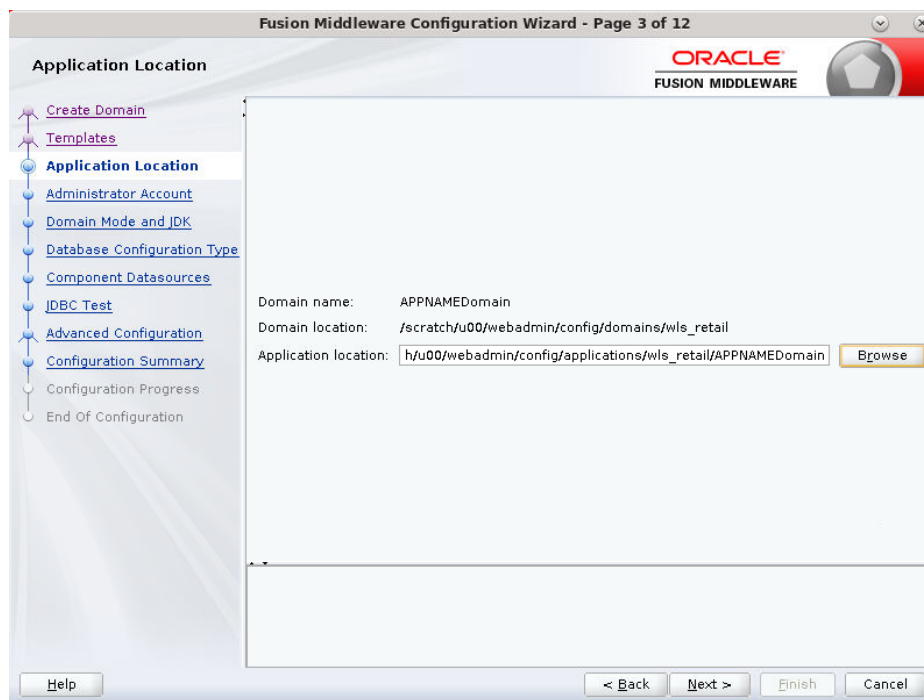 Fusion Middleware Configuration Wizard - Page 3 of 12
Application Location
ORACLE
FUSION MIDDLEWARE
Create Domain
Templates
Application Location
Administrator Account
Domain Mode and JDK
Database Configuration Type
Component Datasources
JDBC Test
Advanced Configuration
Configuration Summary
Configuration Progress
End Of Configuration
Domain name: APPNAMEDomain
Domain location: /scratch/u00/webadmin/config/domains/wls_retail
Application location: h/u00/webadmin/config/applications/wls_retail/APPNAMEDomain Browse
Help < Back Next > Finish Cancel